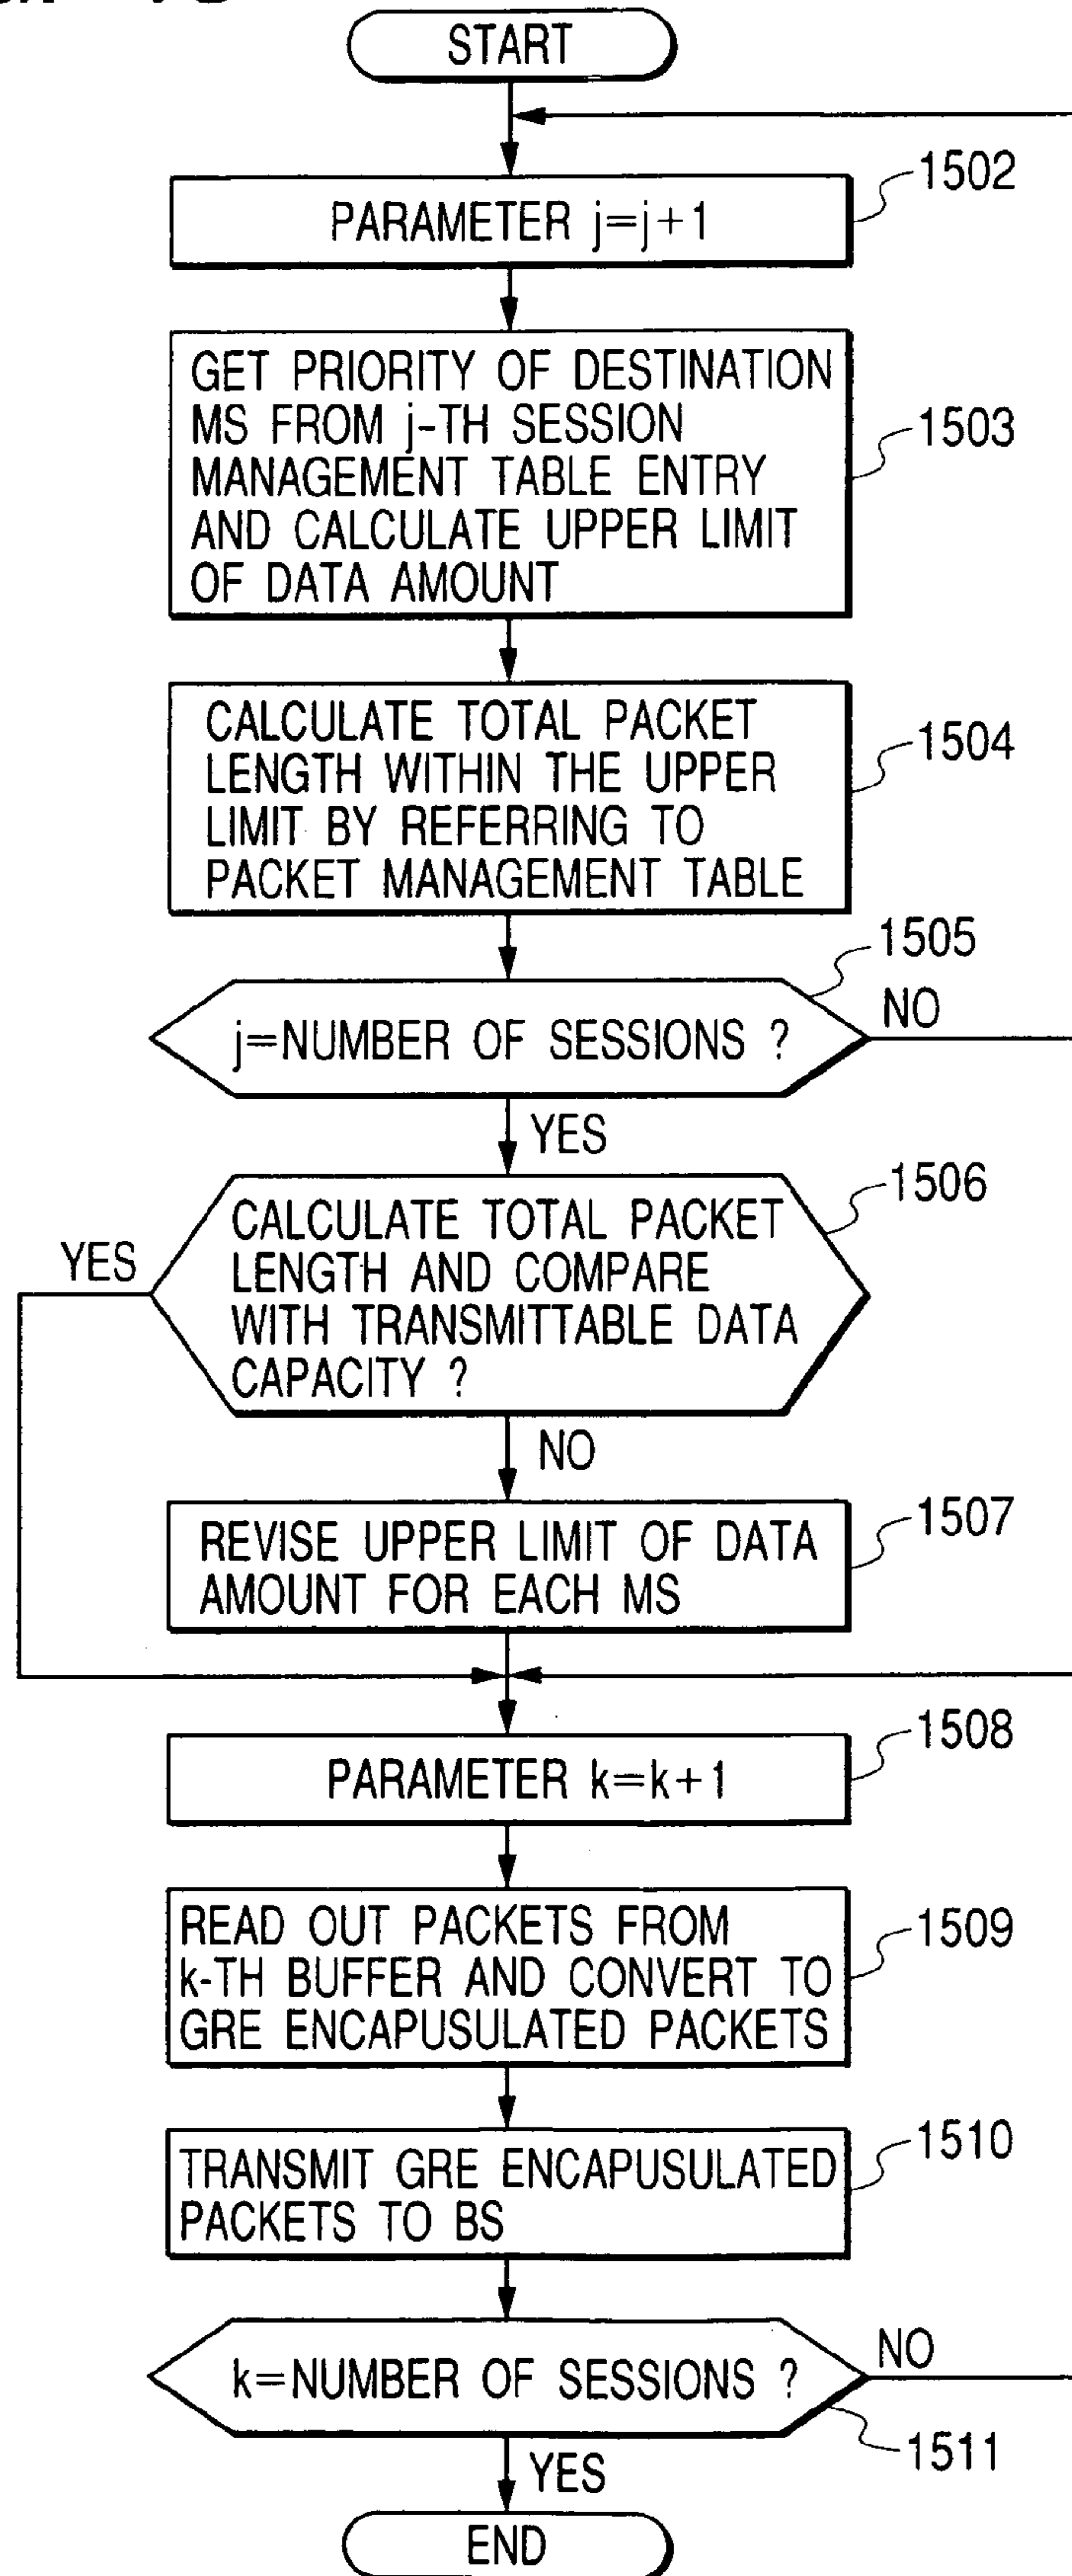 START
1502
PARAMETER j=j+1
GET PRIORITY OF DESTINATION
MS FROM j-TH SESSION
MANAGEMENT TABLE ENTRY
AND CALCULATE UPPER LIMIT
OF DATA AMOUNT
1503
CALCULATE TOTAL PACKET
LENGTH WITHIN THE UPPER
LIMIT BY REFERRING TO
PACKET MANAGEMENT TABLE
1504
1505
j=NUMBER OF SESSIONS ?
NO
YES
1506
CALCULATE TOTAL PACKET
LENGTH AND COMPARE
WITH TRANSMITTABLE DATA
CAPACITY ?
YES
NO
1507
REVISE UPPER LIMIT OF DATA
AMOUNT FOR EACH MS
1508
PARAMETER k=k+1
READ OUT PACKETS FROM
k-TH BUFFER AND CONVERT TO
GRE ENCAPUSULATED PACKETS
1509
1510
TRANSMIT GRE ENCAPUSULATED
PACKETS TO BS
k=NUMBER OF SESSIONS ?
NO
1511
YES
END